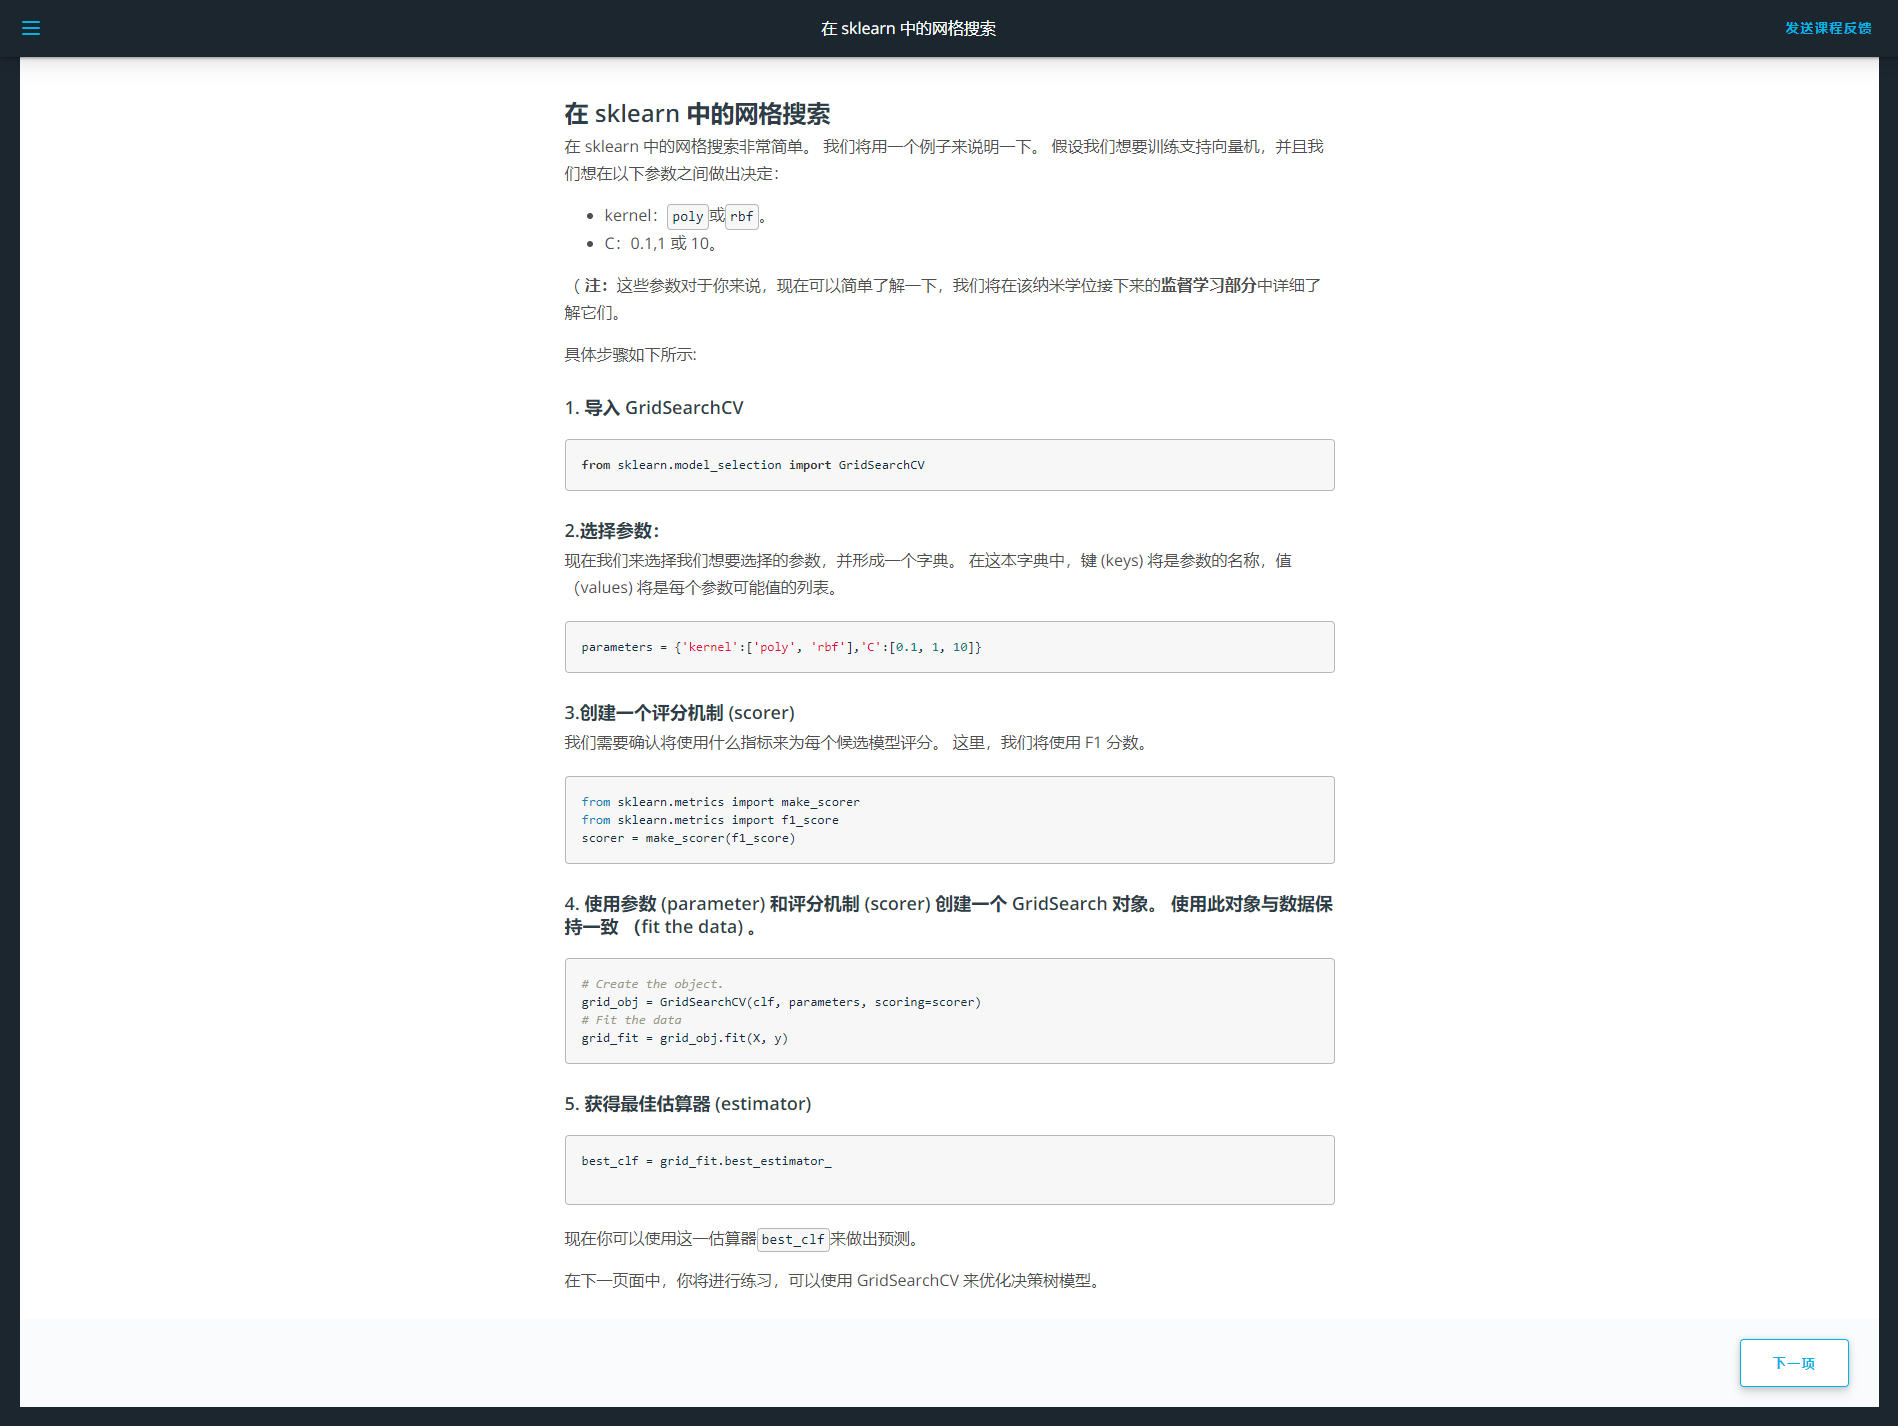 在 sklearn 中的网格搜索
发送课程反馈
在 sklearn 中的网格搜索
在 sklearn 中的网格搜索非常简单。 我们将用一个例子来说明一下。 假设我们想要训练支持向量机，并且我
们想在以下参数之间做出决定：
kernel：poly或rbf。
C：0.1,1 或 10。
（ 注：这些参数对于你来说，现在可以简单了解一下，我们将在该纳米学位接下来的监督学习部分中详细了
解它们。
具体步骤如下所示:
1. 导入 GridSearchCV
from sklearn.model_selection import GridSearchCV
2.选择参数：
现在我们来选择我们想要选择的参数，并形成一个字典。 在这本字典中，键 (keys) 将是参数的名称，值
（values) 将是每个参数可能值的列表。
parameters = {'kernel':['poly', 'rbf'],'C':[0.1, 1, 10]}
3.创建一个评分机制 (scorer)
我们需要确认将使用什么指标来为每个候选模型评分。 这里，我们将使用 F1 分数。
from sklearn.metrics import make_scorer
from sklearn.metrics import f1_score
scorer = make_scorer(f1_score)
4. 使用参数 (parameter) 和评分机制 (scorer) 创建一个 GridSearch 对象。 使用此对象与数据保
持一致 （fit the data) 。
# Create the object.
grid_obj = GridSearchCV(clf, parameters, scoring=scorer)
# Fit the data
grid_fit = grid_obj.fit(X, y)
5. 获得最佳估算器 (estimator)
best_clf = grid_fit.best_estimator_
现在你可以使用这一估算器best_clf来做出预测。
在下一页面中，你将进行练习，可以使用 GridSearchCV 来优化决策树模型。
下一项